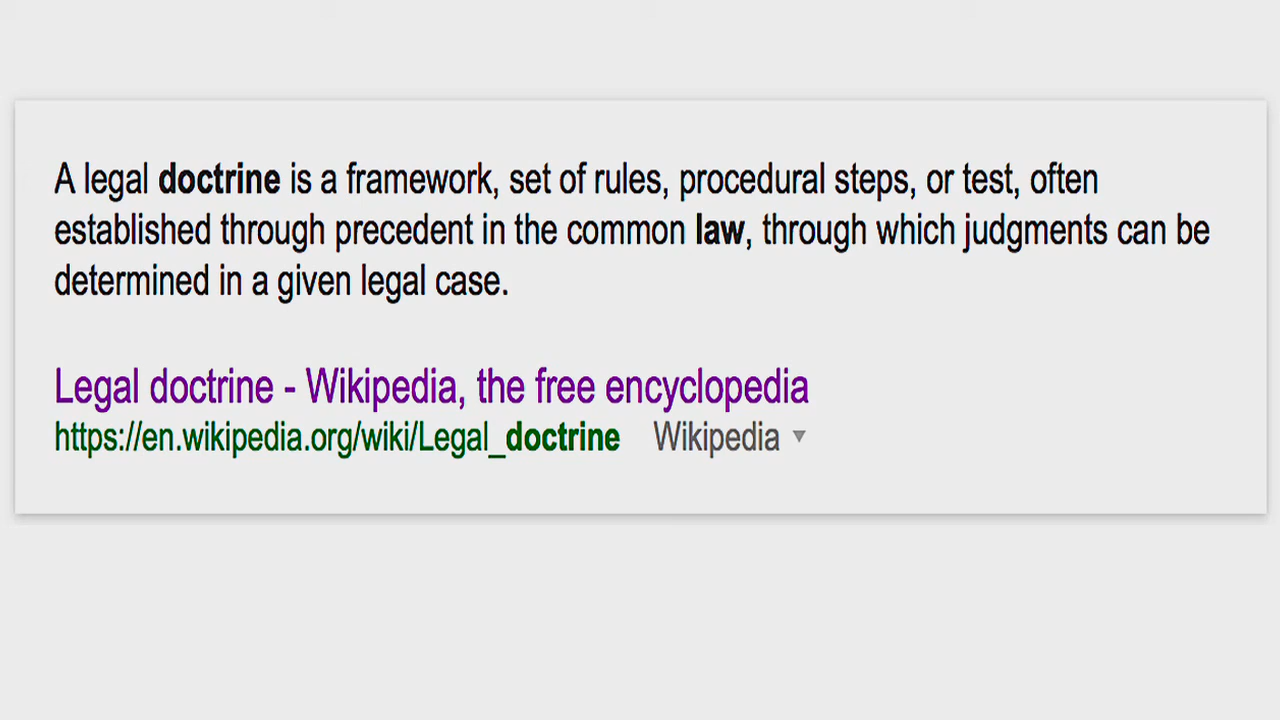 A legal doctrine is a framework, set of rules, procedural steps, or test, often
established through precedent in the common law, through which judgments can be
determined in a given legal case.
Legal doctrine - Wikipedia, the free encyclopedia
https://en.wikipedia.org/wiki/Legal_doctrine Wikipedia ▼